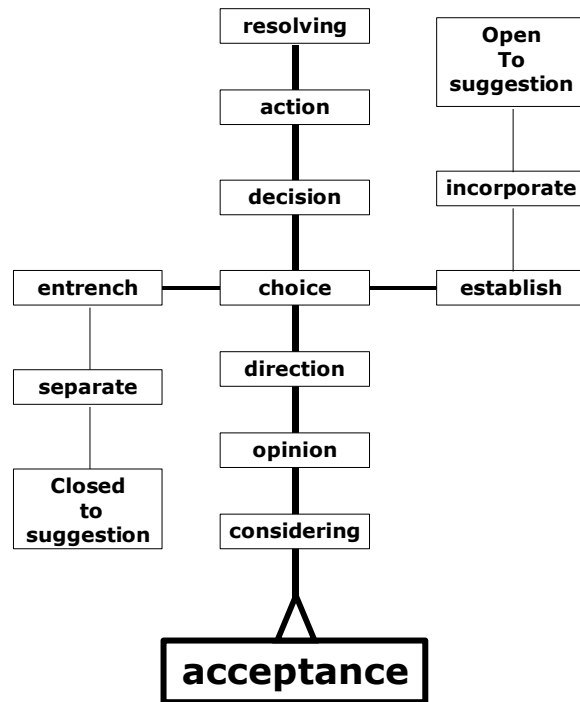 resolving
Open
To
suggestion
action
decision
incorporate
entrench
choice
establish
direction
separate
opinion
Closed
to
suggestion
considering
acceptance